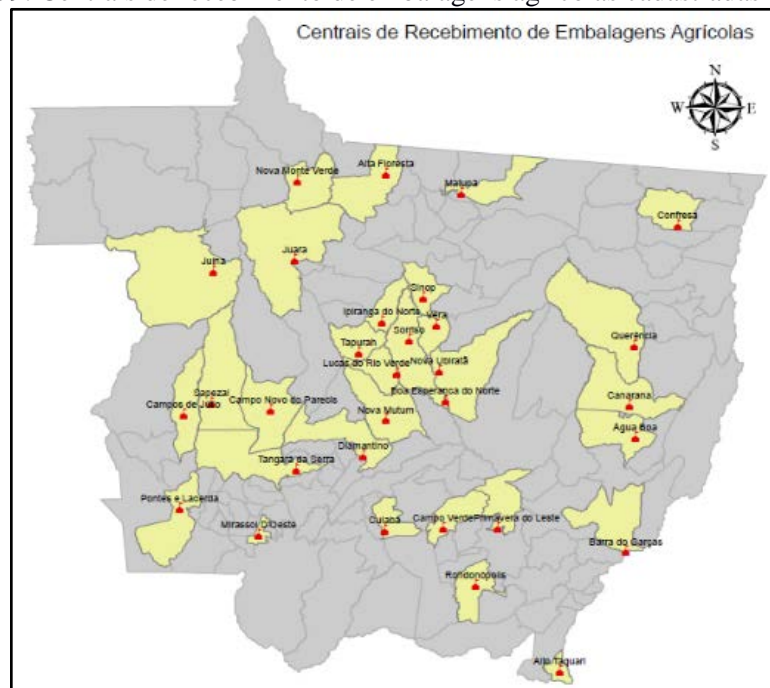 Centrais de Recebimento de Embalagens Agrícolas
N
W E
S
Nova Monte Verde
Alta Floresta
Matupá
Confresa
Juína
Juara
Sinop
Ipiranga do Norte
Vera
Sorriso
Tapurah
Lucas do Rio Verde
Nova Ubiratã
Boa Esperança do Norte
Querência
Canarana
Água Boa
Campos de Júlio
Sapezal
Campo Novo do Parecis
Nova Mutum
Diamantino
Tangará da Serra
Pontes e Lacerda
Mirassol D'Oeste
Cuiabá
Campo Verde
Primavera do Leste
Barra do Garças
Rondonópolis
Alto Taquari